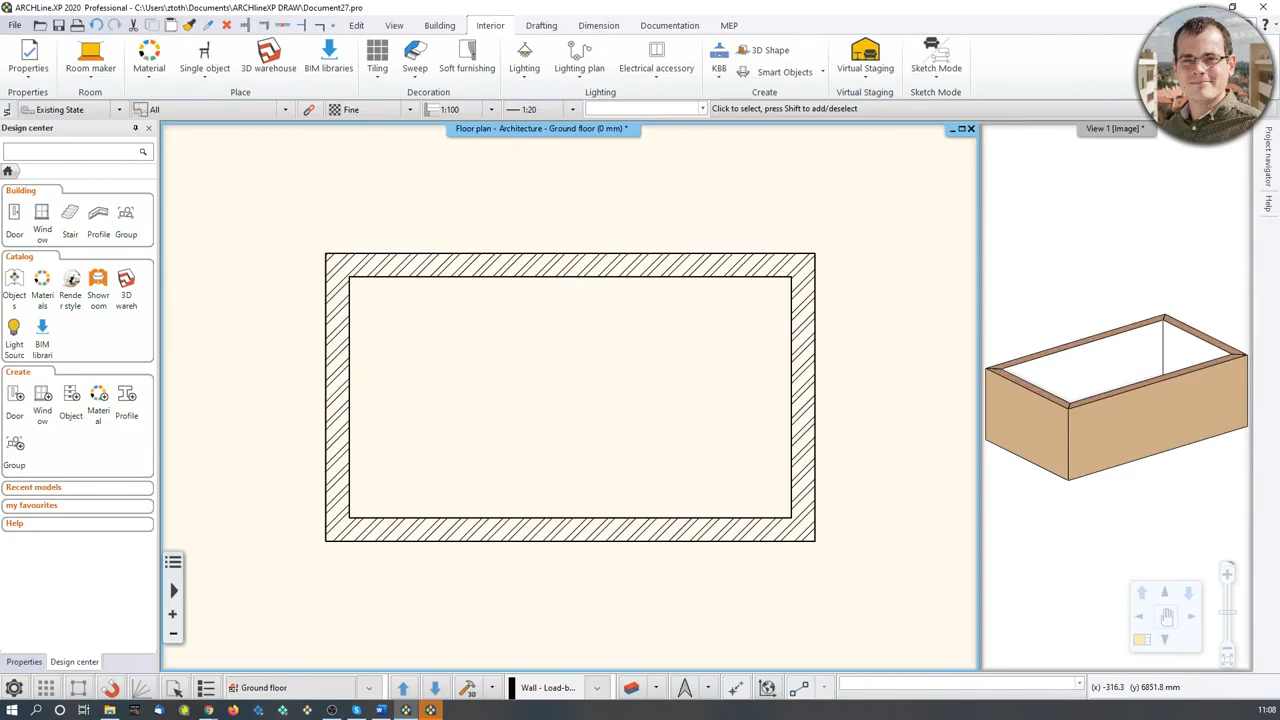 ARCHLine.XP 2020 Professional - C:\Users\ztoth\Documents\ARCHlineXP DRAW\Document27.pro
File
Edit
View
Building
Interior
Drafting
Dimension
Documentation
MEP
Properties
Room maker
Material
Single object
3D warehouse
BIM libraries
Tiling
Sweep
Soft furnishing
Lighting
Lighting plan
Electrical accessory
KBB
3D Shape
Smart Objects
Virtual Staging
Sketch Mode
Properties
Room
Place
Decoration
Lighting
Create
Virtual Staging
Sketch Mode
Existing State
All
Fine
1:100
1:20
Click to select, press Shift to add/deselect
Design center
Floor plan - Architecture - Ground floor (0 mm) *
View 1 [Image] *
Project navigator
Help
Building
Door
Wind
ow
Stair
Profile
Group
Catalog
Object
s
Materi
als
Rende
r style
Showr
oom
3D
wareh
Light
Sourc
BIM
librari
Create
Door
Wind
ow
Object
Materi
al
Profile
Group
Recent models
my favourites
Help
Properties
Design center
Ground floor
3D
Wall - Load-b...
(x) -316.3 (y) 6851.8 mm
11:08